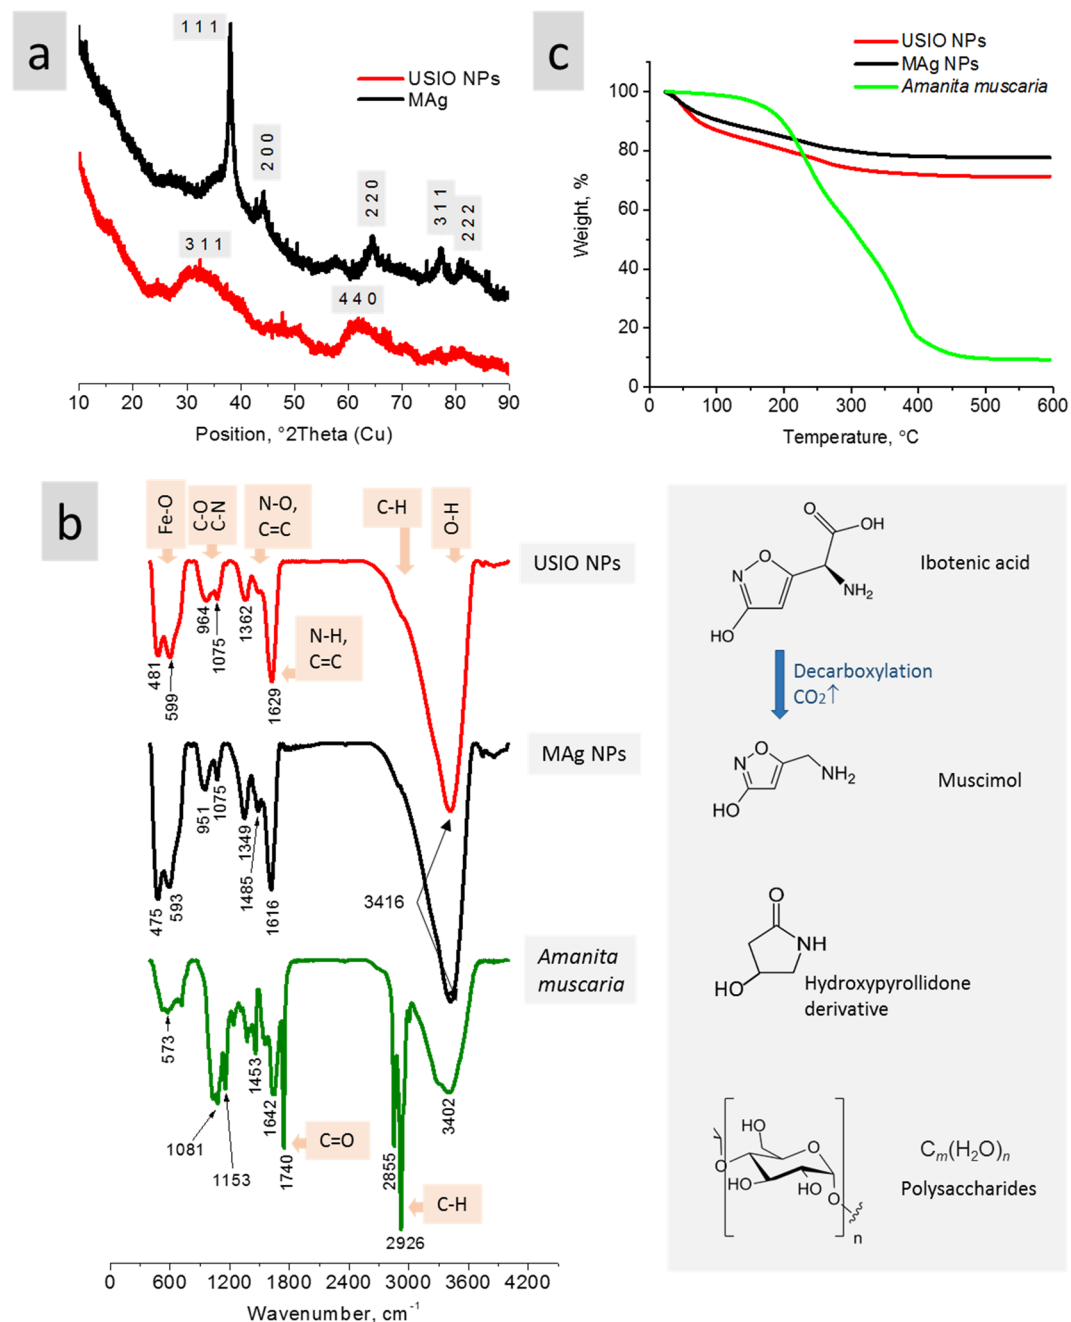 a
1 1 1
2 0 0
2 2 0
3 1 1
2 2 2
3 1 1
4 4 0
USIO NPs
MAg
10 20 30 40 50 60 70 80 90
Position, °2Theta (Cu)
c
USIO NPs
MAg NPs
Amanita muscaria
100
80
60
40
20
0
Weight, %
0 100 200 300 400 500 600
Temperature, °C
b
Fe-O
C-O
C-N
N-O,
C=C
C-H
O-H
USIO NPs
481
599
964
1075
1362
1629
N-H,
C=C
MAg NPs
475
593
951
1075
1349
1485
1616
3416
Amanita
muscaria
573
1081
1153
1453
1642
1740
C=O
2855
2926
C-H
3402
0 600 1200 1800 2400 3000 3600 4200
Wavenumber, cm-1
O
OH
O
N
NH2
HO
Ibotenic acid
Decarboxylation
CO2↑
O
N
NH2
HO
Muscimol
O
NH
HO
Hydroxypyrollidone
derivative
HO
O
O
HO
HO
O
n
Cm(H2O)n
Polysaccharides